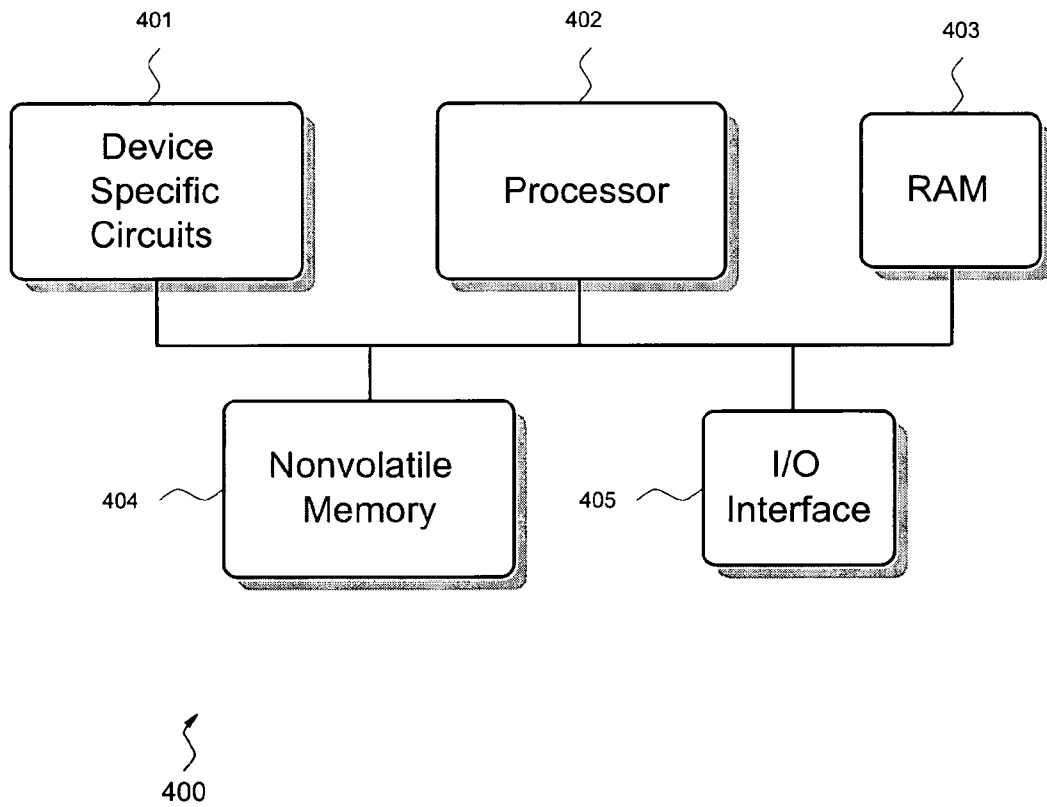 401
402
403
Device
Specific
Circuits
Processor
RAM
404
Nonvolatile
Memory
405
I/O
Interface
400